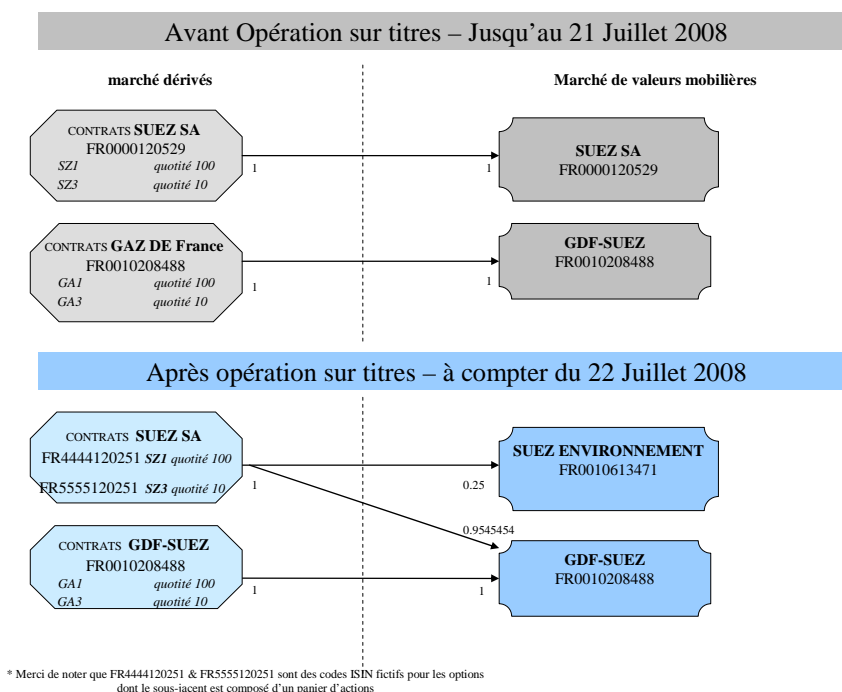 Avant Opération sur titres – Jusqu'au 21 Juillet 2008
marché dérivés
Marché de valeurs mobilières
CONTRATS SUEZ SA
FR0000120529
SZ1 quotité 100
SZ3 quotité 10
1
1
SUEZ SA
FR0000120529
CONTRATS GAZ DE France
FR0010208488
GA1 quotité 100
GA3 quotité 10
1
1
GDF-SUEZ
FR0010208488
Après opération sur titres – à compter du 22 Juillet 2008
CONTRATS SUEZ SA
FR4444120251 SZ1 quotité 100
FR5555120251 SZ3 quotité 10
1
0.25
SUEZ ENVIRONNEMENT
FR0010613471
0.9545454
CONTRATS GDF-SUEZ
FR0010208488
GA1 quotité 100
GA3 quotité 10
1
1
GDF-SUEZ
FR0010208488
* Merci de noter que FR4444120251 & FR5555120251 sont des codes ISIN fictifs pour les options
dont le sous-jacent est composé d'un panier d'actions